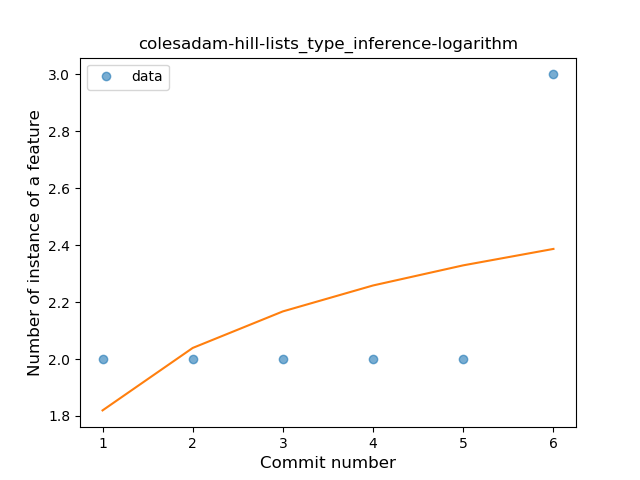 colesadam-hill-lists_type_inference-logarithm
data
Number of instance of a feature
3.0
2.8
2.6
2.4
2.2
2.0
1.8
1 2 3 4 5 6
Commit number